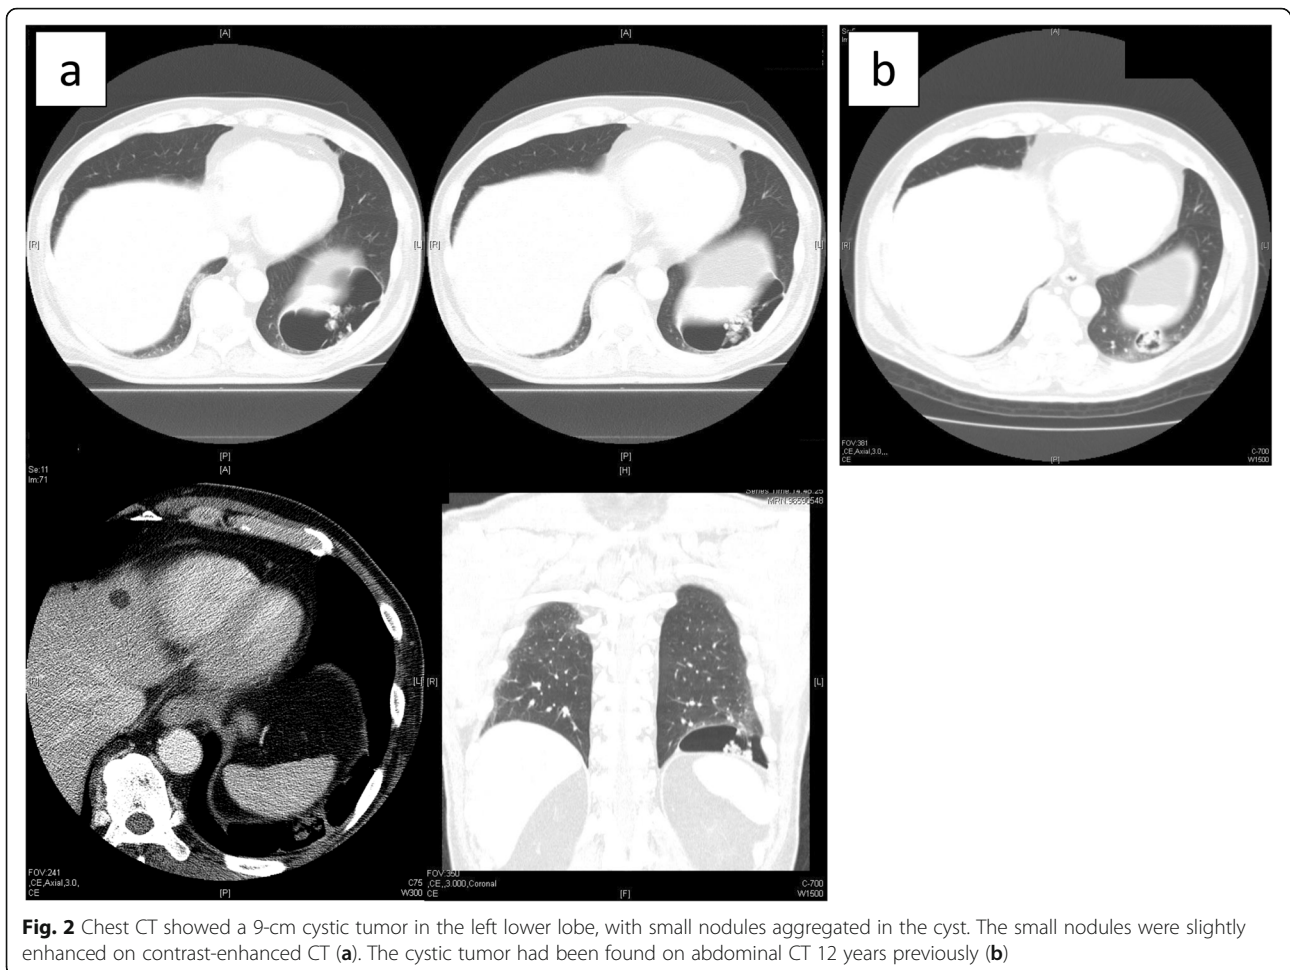 a
[A]
[A]
b
[A]
[R]
[L]
[R]
[L]
[R]
[L]
[P]
[P]
FOV:381
,CE,Axial,3.0,,,
CE
[P]
C-700
W1500
Se:11
Im:71
[A]
[H]
MRN:36590548
[R]
[L]
[R]
[L]
FOV:241
,CE,Axial,3.0,
CE
[P]
C75
W300
FOV:350
,CE,,3.000,Coronal
CE
[F]
C-700
W1500
Fig. 2 Chest CT showed a 9-cm cystic tumor in the left lower lobe, with small nodules aggregated in the cyst. The small nodules were slightly
enhanced on contrast-enhanced CT (a). The cystic tumor had been found on abdominal CT 12 years previously (b)